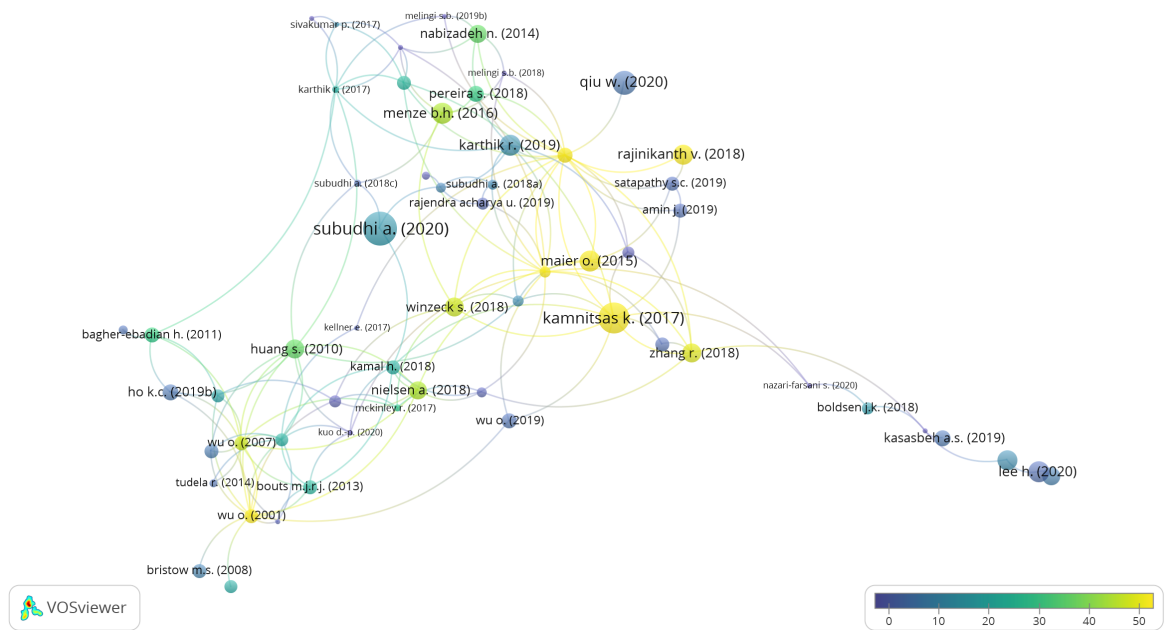 melingi s.b. (2019b)
sivakumar p. (2017)
nabizadeh n. (2014)
melingi s.b. (2018)
qiu w. (2020)
karthik r. (2017)
pereira s. (2018)
menze b.h. (2016)
karthik r. (2019)
rajinikanth v. (2018)
subudhi a. (2018c)
subudhi a. (2018a)
satapathy s.c. (2019)
rajendra acharya u. (2019)
amin j. (2019)
subudhi a. (2020)
maier o. (2015)
winzeck s. (2018)
kamnitsas k. (2017)
kellner e. (2017)
bagher-ebadian h. (2011)
huang s. (2010)
zhang r. (2018)
kamal h. (2018)
nazari-farsani s. (2020)
ho k.c. (2019b)
nielsen a. (2018)
mckinley r. (2017)
boldsen j.k. (2018)
wu o. (2019)
kuo d.-p. (2020)
kasasbeh a.s. (2019)
wu o. (2007)
lee h. (2020)
tudela r. (2014)
bouts m.j.r.j. (2013)
wu o. (2001)
bristow m.s. (2008)
VOSviewer
0 10 20 30 40 50